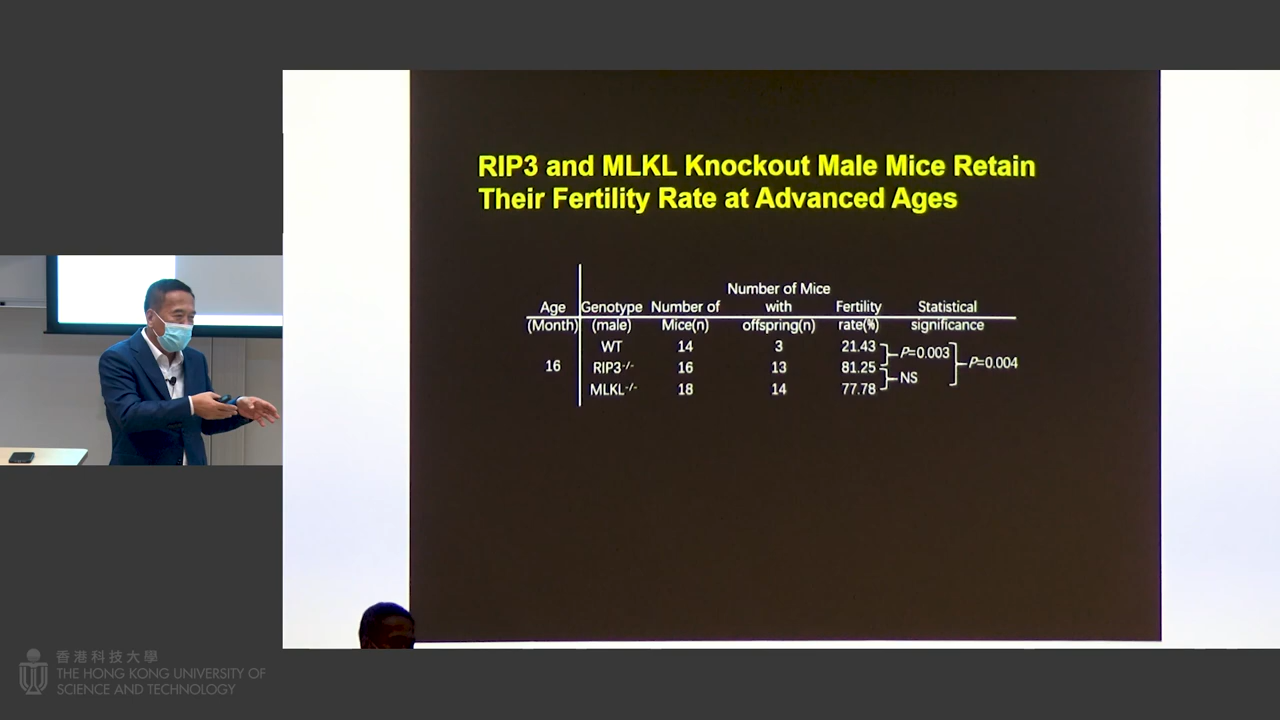 RIP3 and MLKL Knockout Male Mice Retain
Their Fertility Rate at Advanced Ages
Number of Mice
Age Genotype Number of with Fertility Statistical
(Month) (male) Mice(n) offspring(n) rate(%) significance
WT 14 3 21.43
P=0.003
16 RIP3-/- 16 13 81.25
P=0.004
NS
MLKL-/- 18 14 77.78
香港科技大學
THE HONG KONG UNIVERSITY OF
SCIENCE AND TECHNOLOGY